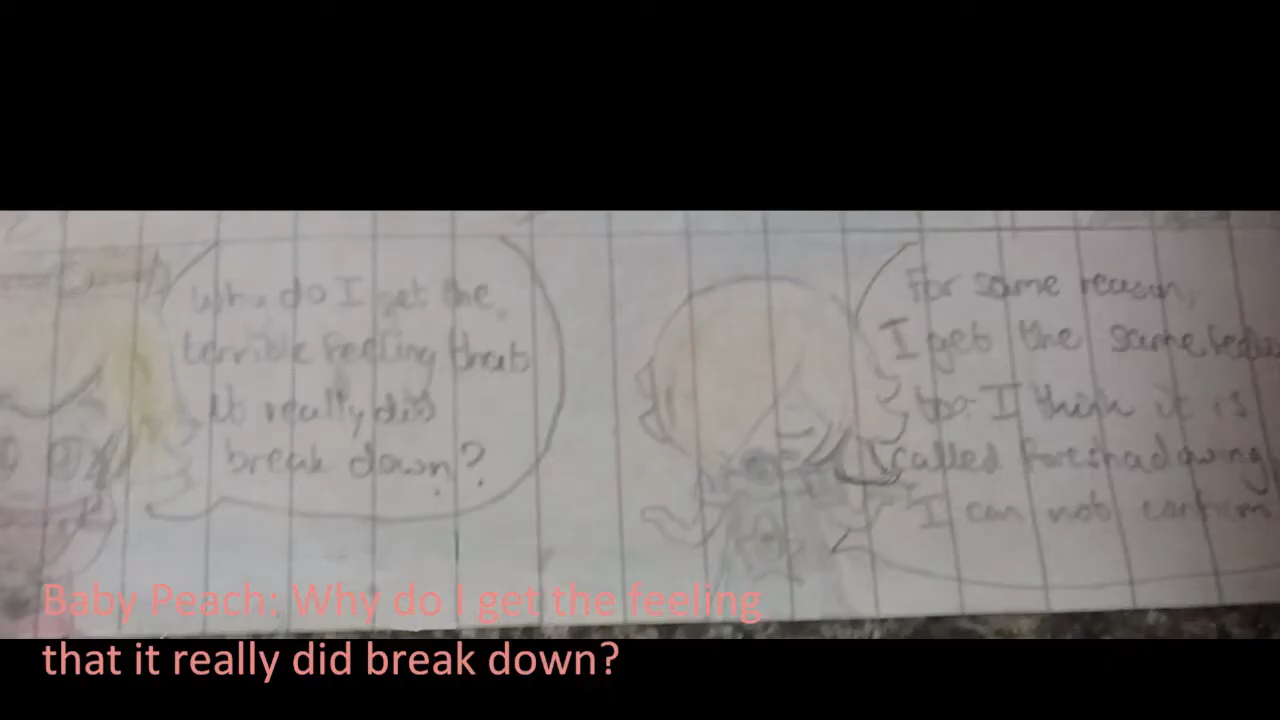 Why do I get the
terrible feeling that
it really did
break down?
For some reason,
I get the same
too. I think it is
called foreshadowing
I can not confirm
Baby Peach: Why do I get the feeling
that it really did break down?